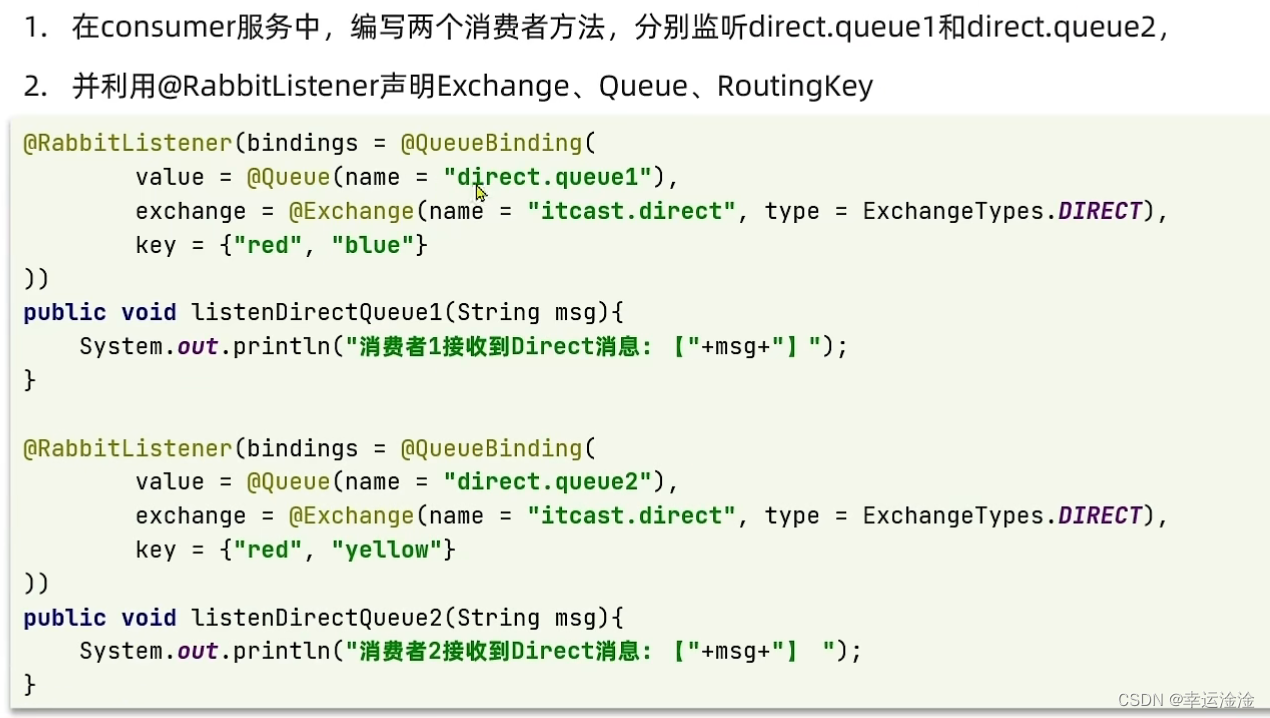 1. 在consumer服务中，编写两个消费者方法，分别监听direct.queue1和direct.queue2，
2. 并利用@RabbitListener声明Exchange、Queue、RoutingKey
@RabbitListener(bindings = @QueueBinding(
        value = @Queue(name = "direct.queue1"),
        exchange = @Exchange(name = "itcast.direct", type = ExchangeTypes.DIRECT),
        key = {"red", "blue"}
))
public void listenDirectQueue1(String msg){
    System.out.println("消费者1接收到Direct消息：【"+msg+"】");
}
@RabbitListener(bindings = @QueueBinding(
        value = @Queue(name = "direct.queue2"),
        exchange = @Exchange(name = "itcast.direct", type = ExchangeTypes.DIRECT),
        key = {"red", "yellow"}
))
public void listenDirectQueue2(String msg){
    System.out.println("消费者2接收到Direct消息：【"+msg+"】 ");
}
CSDN @幸运淦淦